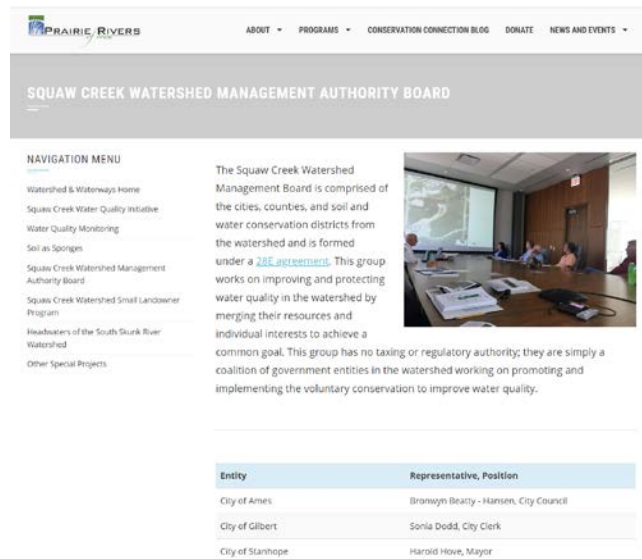 PRAIRIE RIVERS
ABOUT PROGRAMS CONSERVATION CONNECTION BLOG DONATE NEWS AND EVENTS
SQUAW CREEK WATERSHED MANAGEMENT AUTHORITY BOARD
NAVIGATION MENU
Watershed & Waterways Home
Squaw Creek Water Quality Initiative
Water Quality Monitoring
Soil as Sponges
Squaw Creek Watershed Management
Authority Board
Squaw Creek Watershed Small Landowner
Program
Headwaters of the South Skunk River
Watershed
Other Special Projects
The Squaw Creek Watershed
Management Board is comprised of
the cities, counties, and soil and
water conservation districts from
the watershed and is formed
under a 28E agreement. This group
works on improving and protecting
water quality in the watershed by
merging their resources and
individual interests to achieve a
common goal. This group has no taxing or regulatory authority; they are simply a
coalition of government entities in the watershed working on promoting and
implementing the voluntary conservation to improve water quality.
Entity Representative, Position
City of Ames Bronwyn Beatty - Hansen, City Council
City of Gilbert Sonia Dodd, City Clerk
City of Stanhope Harold Hove, Mayor